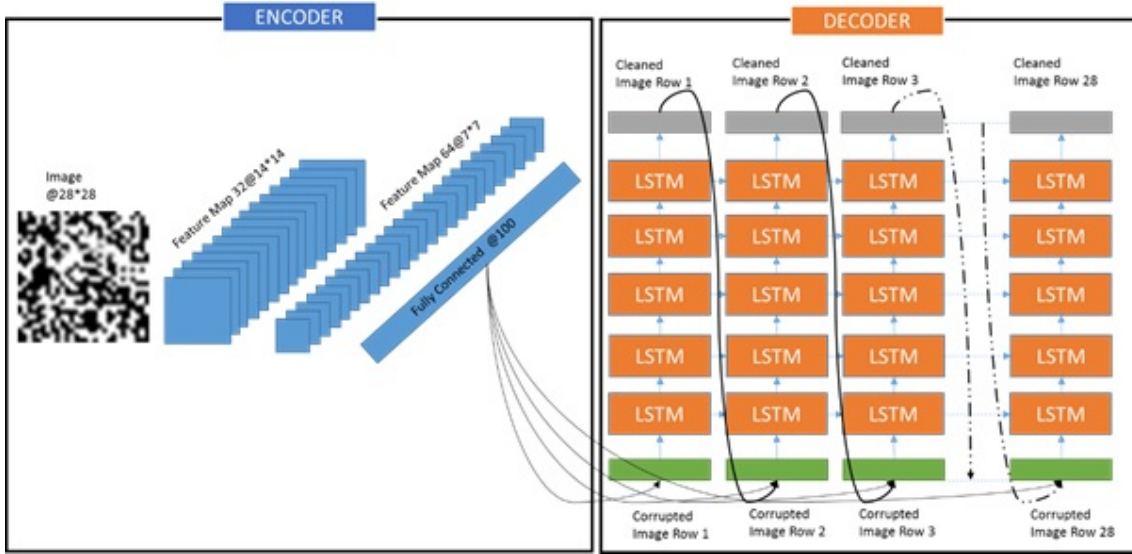 ENCODER
DECODER
Image
@28*28
Feature Map 32@14*14
Feature Map 64@7*7
Fully Connected @100
Cleaned
Image Row 1
Cleaned
Image Row 2
Cleaned
Image Row 3
Cleaned
Image Row 28
LSTM LSTM LSTM LSTM
LSTM LSTM LSTM LSTM
LSTM LSTM LSTM LSTM
LSTM LSTM LSTM LSTM
LSTM LSTM LSTM LSTM
Corrupted
Image Row 1
Corrupted
Image Row 2
Corrupted
Image Row 3
Corrupted
Image Row 28